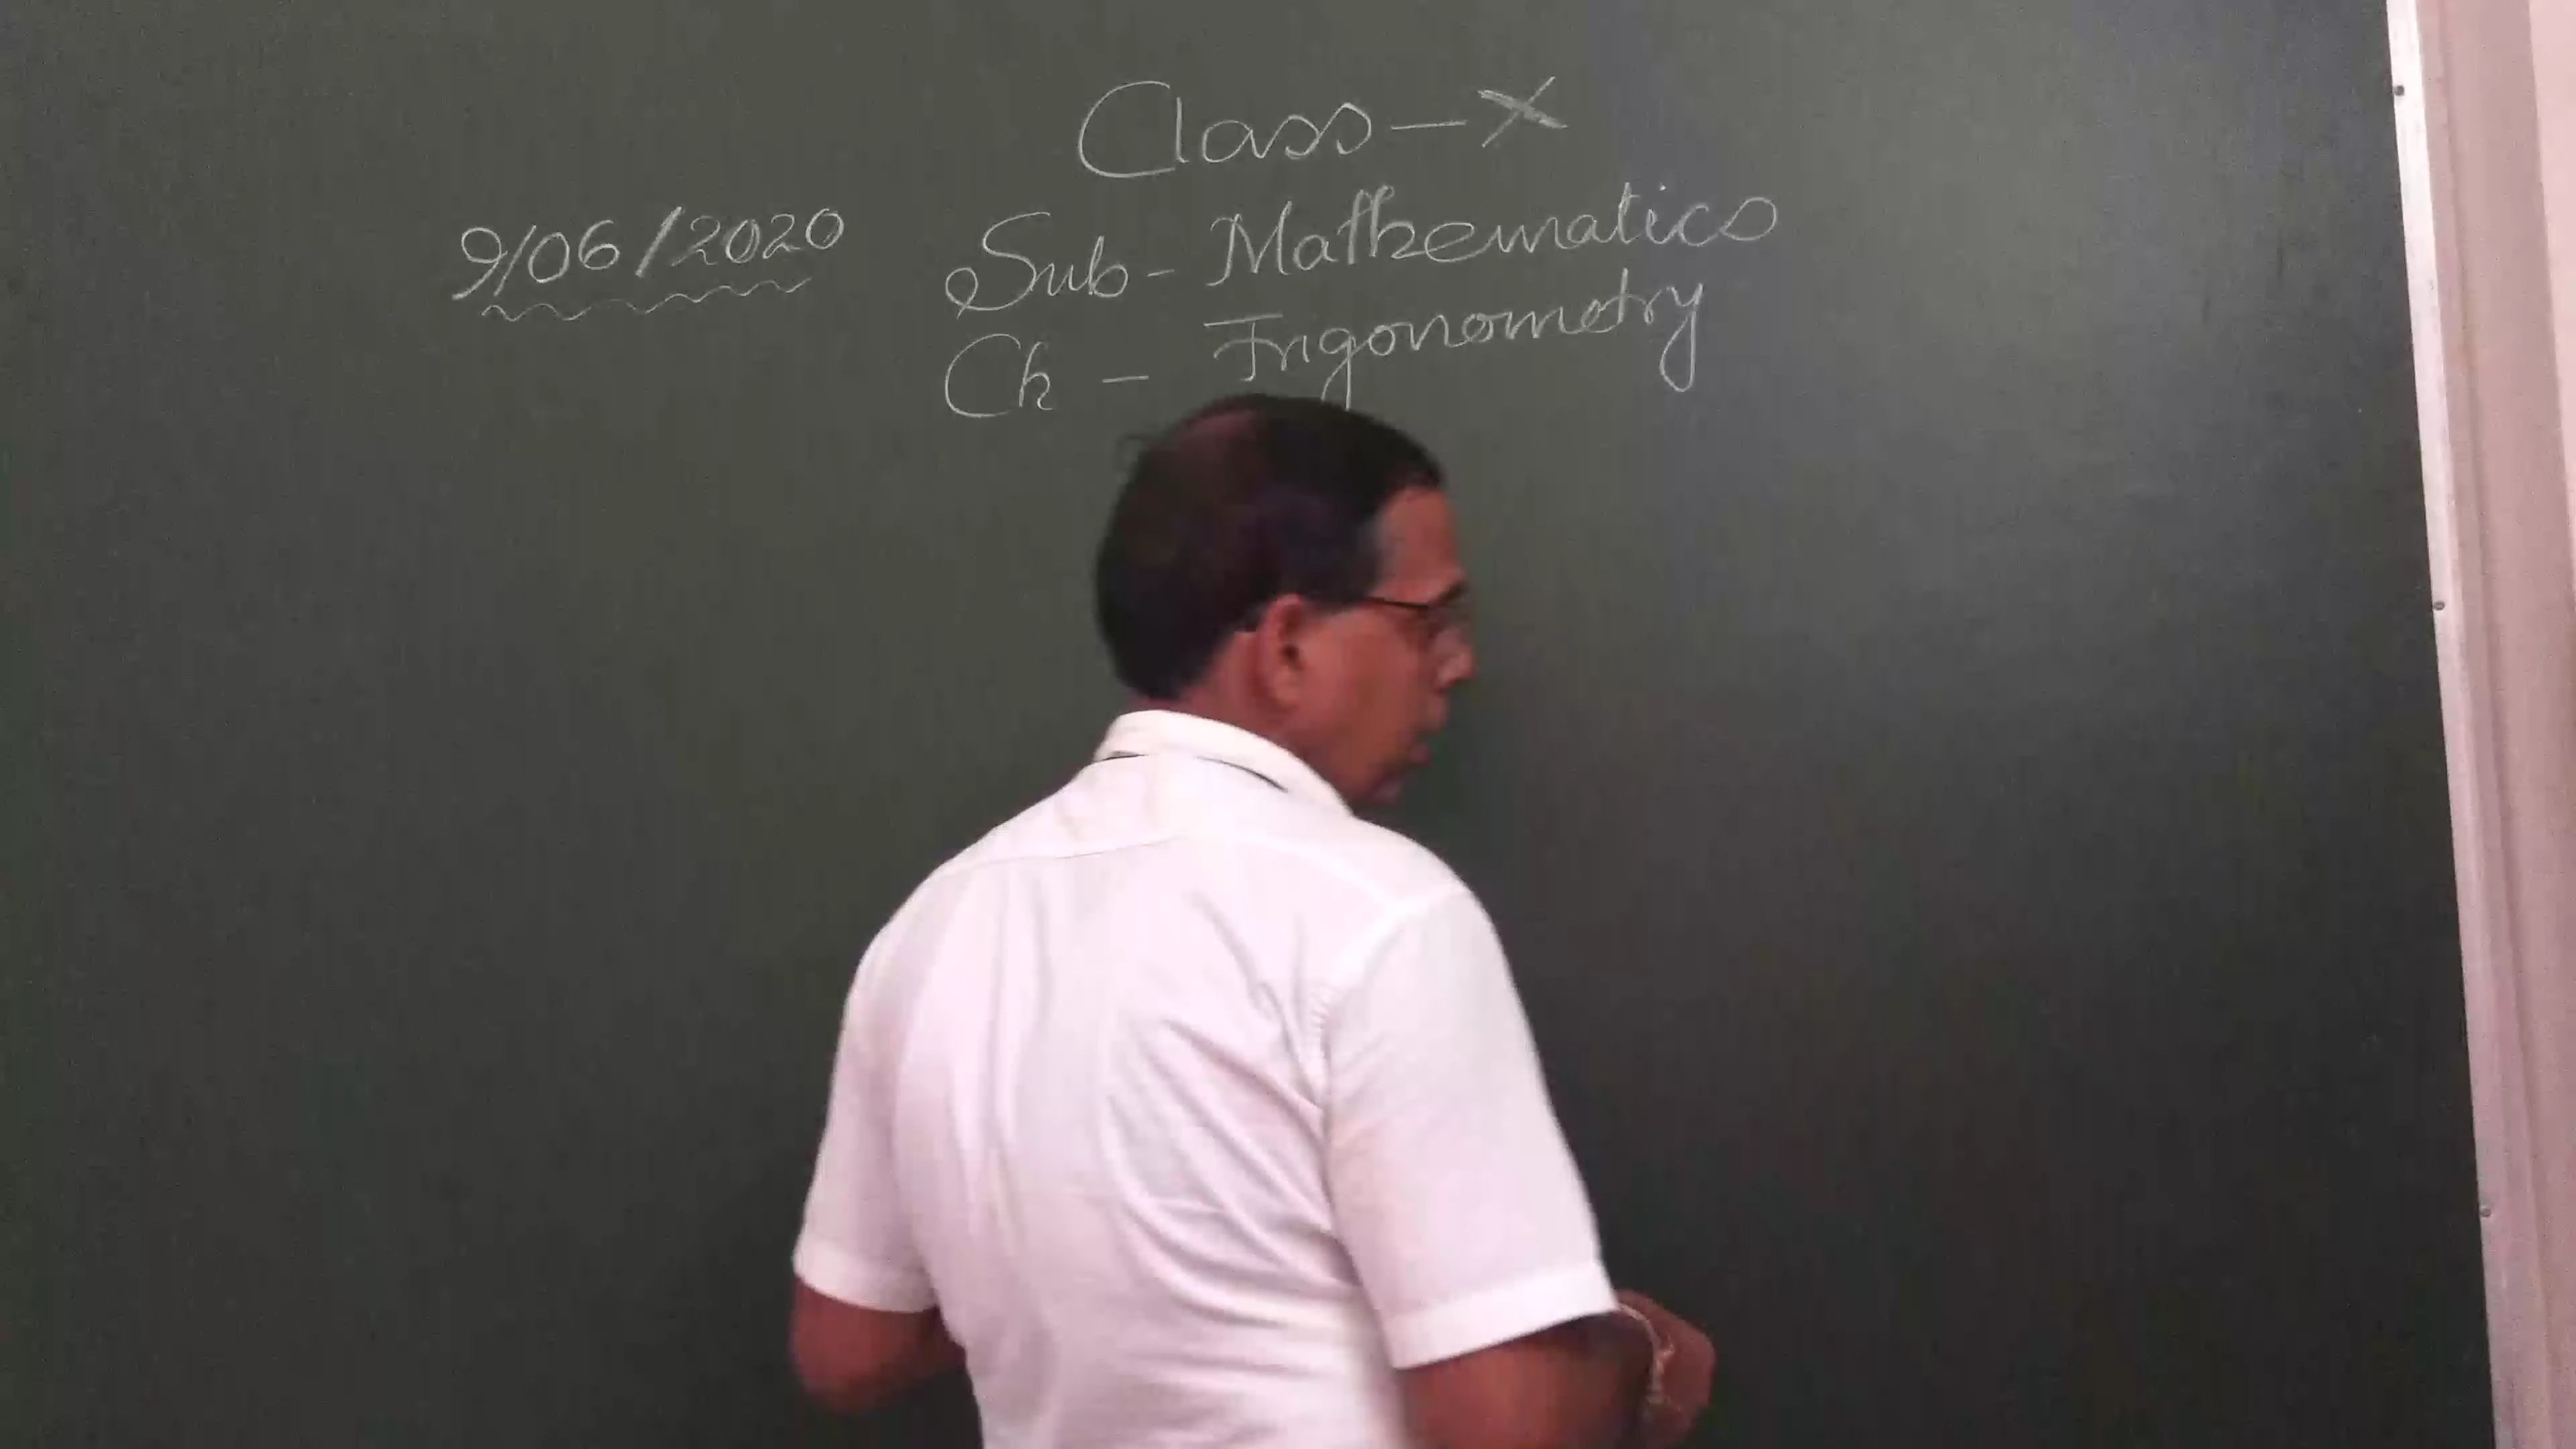 Class - X
9/06/2020
Sub - Mathematics
Ch - Trigonometry